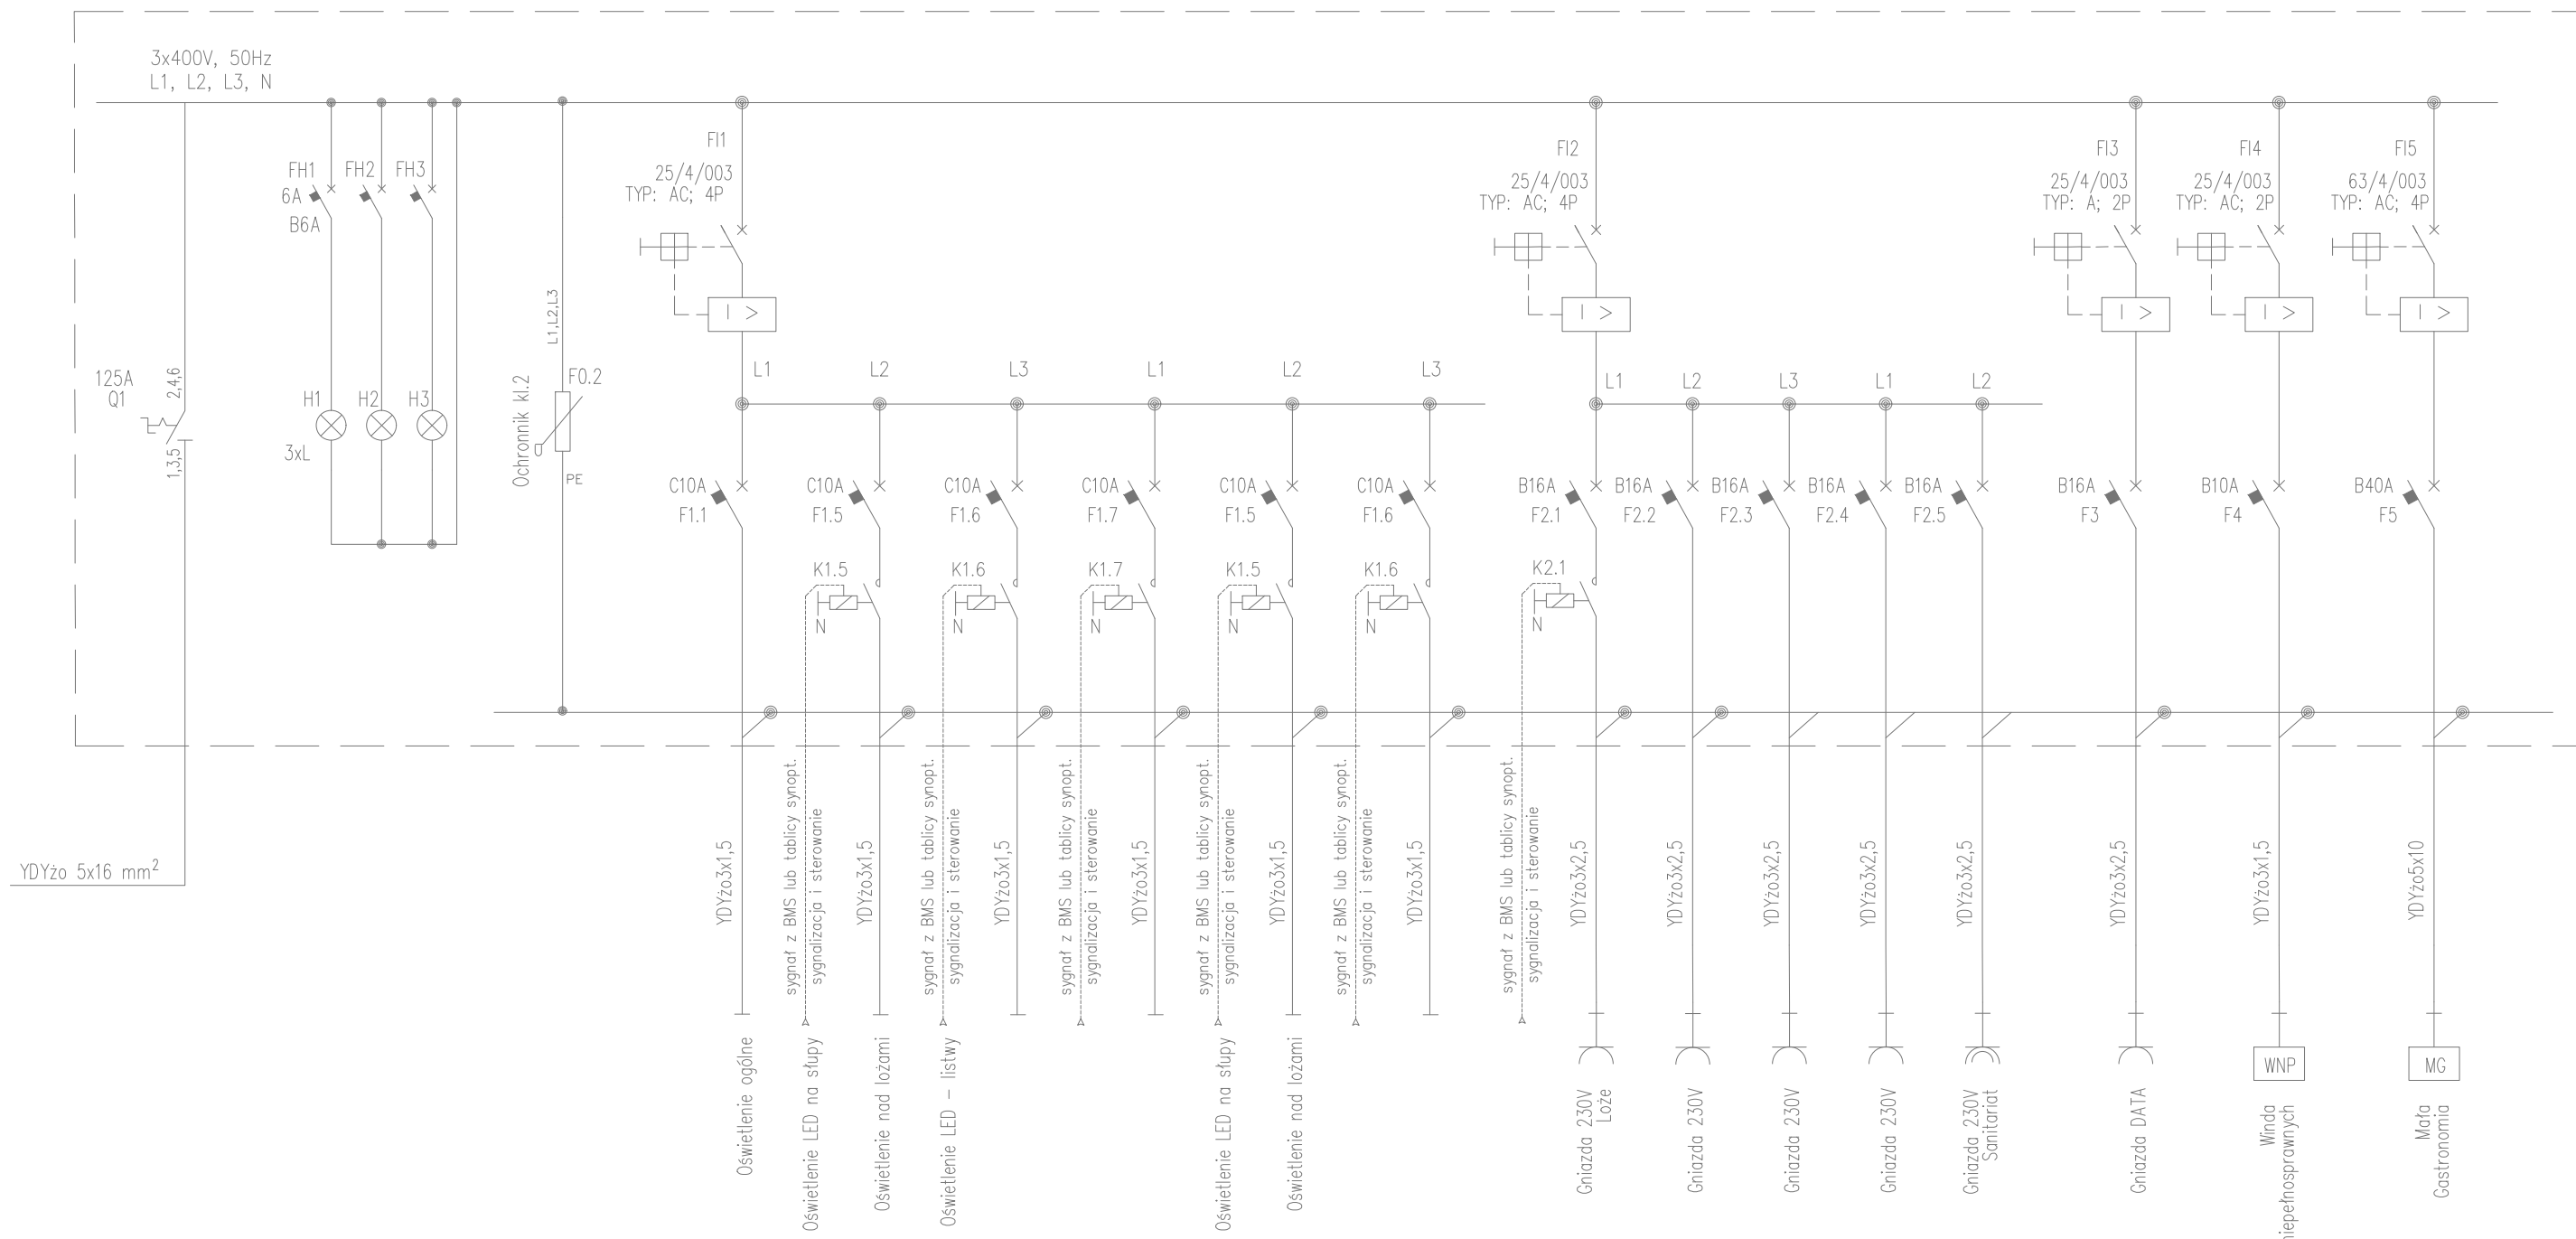 3x400V, 50Hz
L1, L2, L3, N
FH1
6A
B6A
FH2
FH3
125A
Q1
2,4,6
1,3,5
H1
H2
H3
3xL
L1,L2,L3
Ochronnik kl.2
F0.2
PE
FI1
25/4/003
TYP: AC; 4P
I >
FI2
25/4/003
TYP: AC; 4P
I >
FI3
25/4/003
TYP: A; 2P
I >
FI4
25/4/003
TYP: AC; 2P
I >
FI5
63/4/003
TYP: AC; 4P
I >
L1
L2
L3
L1
L2
L3
L1
L2
L3
L1
L2
C10A
F1.1
C10A
F1.5
C10A
F1.6
C10A
F1.7
C10A
F1.5
C10A
F1.6
B16A
F2.1
B16A
F2.2
B16A
F2.3
B16A
F2.4
B16A
F2.5
B16A
F3
B10A
F4
B40A
F5
K1.5
N
K1.6
N
K1.7
N
K1.5
N
K1.6
N
K2.1
N
YDYżo 5x16 mm²
YDYżo3x1,5
sygnał z BMS lub tablicy synopt.
sygnalizacja i sterowanie
YDYżo3x1,5
sygnał z BMS lub tablicy synopt.
sygnalizacja i sterowanie
YDYżo3x1,5
sygnał z BMS lub tablicy synopt.
sygnalizacja i sterowanie
YDYżo3x1,5
sygnał z BMS lub tablicy synopt.
sygnalizacja i sterowanie
YDYżo3x1,5
sygnał z BMS lub tablicy synopt.
sygnalizacja i sterowanie
YDYżo3x1,5
sygnał z BMS lub tablicy synopt.
sygnalizacja i sterowanie
YDYżo3x2,5
YDYżo3x2,5
YDYżo3x2,5
YDYżo3x2,5
YDYżo3x2,5
YDYżo3x2,5
YDYżo3x1,5
YDYżo5x10
Oświetlenie ogólne
Oświetlenie LED na słupy
Oświetlenie nad lożami
Oświetlenie LED – listwy
Oświetlenie LED na słupy
Oświetlenie nad lożami
Gniazda 230V
Loże
Gniazda 230V
Gniazda 230V
Gniazda 230V
Gniazda 230V
Sanitariat
Gniazda DATA
WNP
Winda
niepełnosprawnych
MG
Mała
Gastronomia